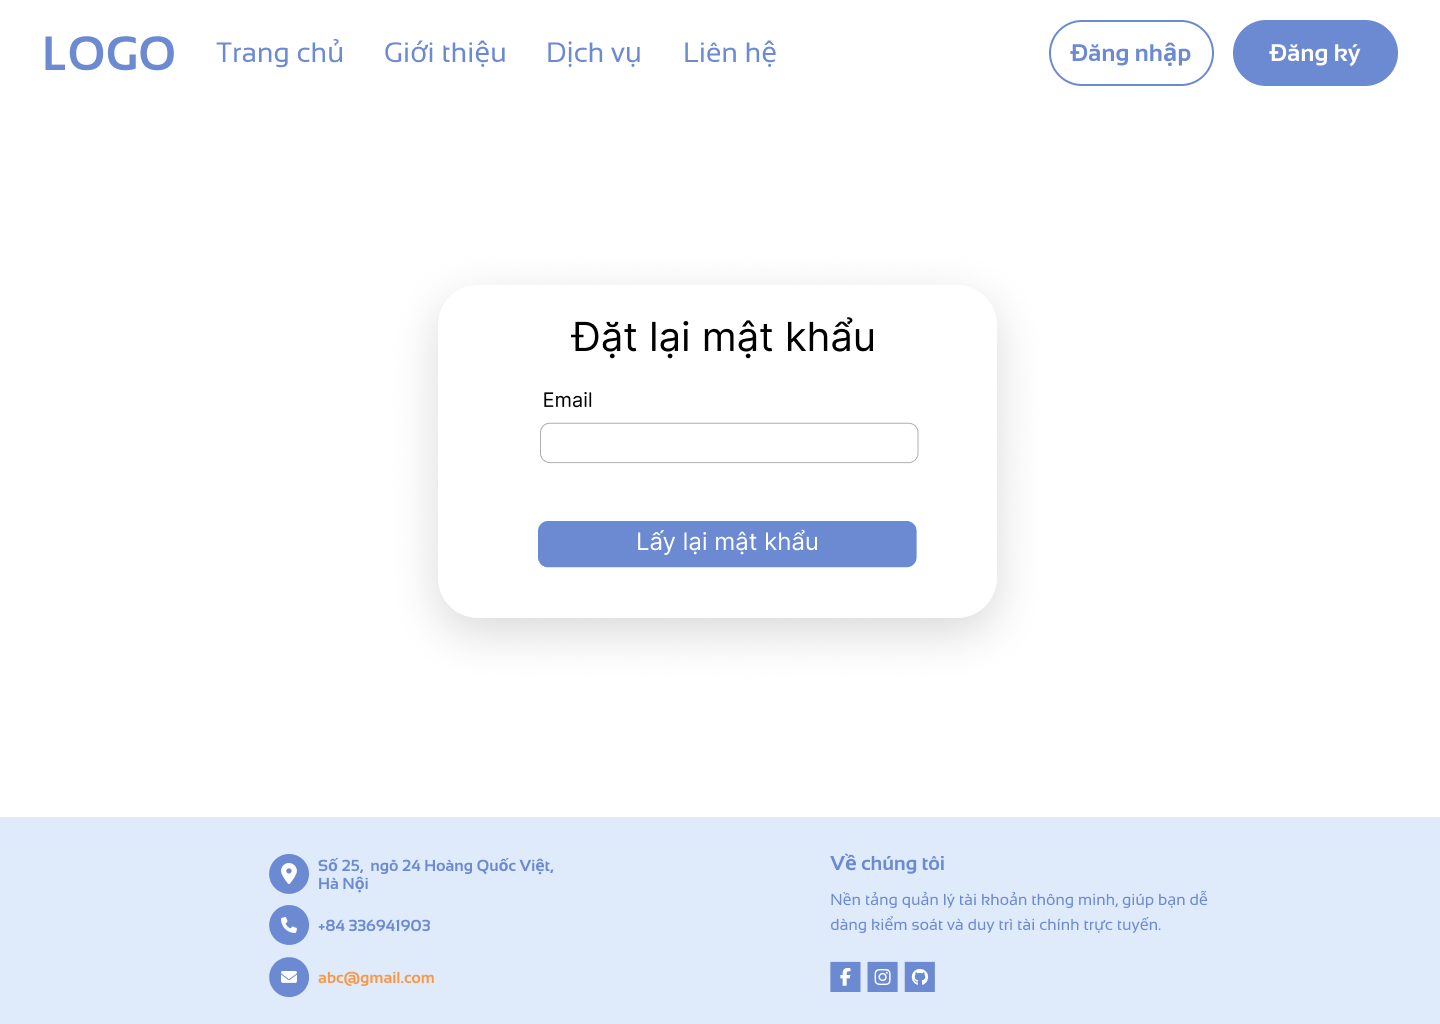 LOGO Trang chủ Giới thiệu Dịch vụ Liên hệ Đăng nhập Đăng ký
Đặt lại mật khẩu
Email
Lấy lại mật khẩu
Số 25, ngõ 24 Hoàng Quốc Việt,
Hà Nội
+84 336941903
abc@gmail.com
Về chúng tôi
Nền tảng quản lý tài khoản thông minh, giúp bạn dễ
dàng kiểm soát và duy trì tài chính trực tuyến.